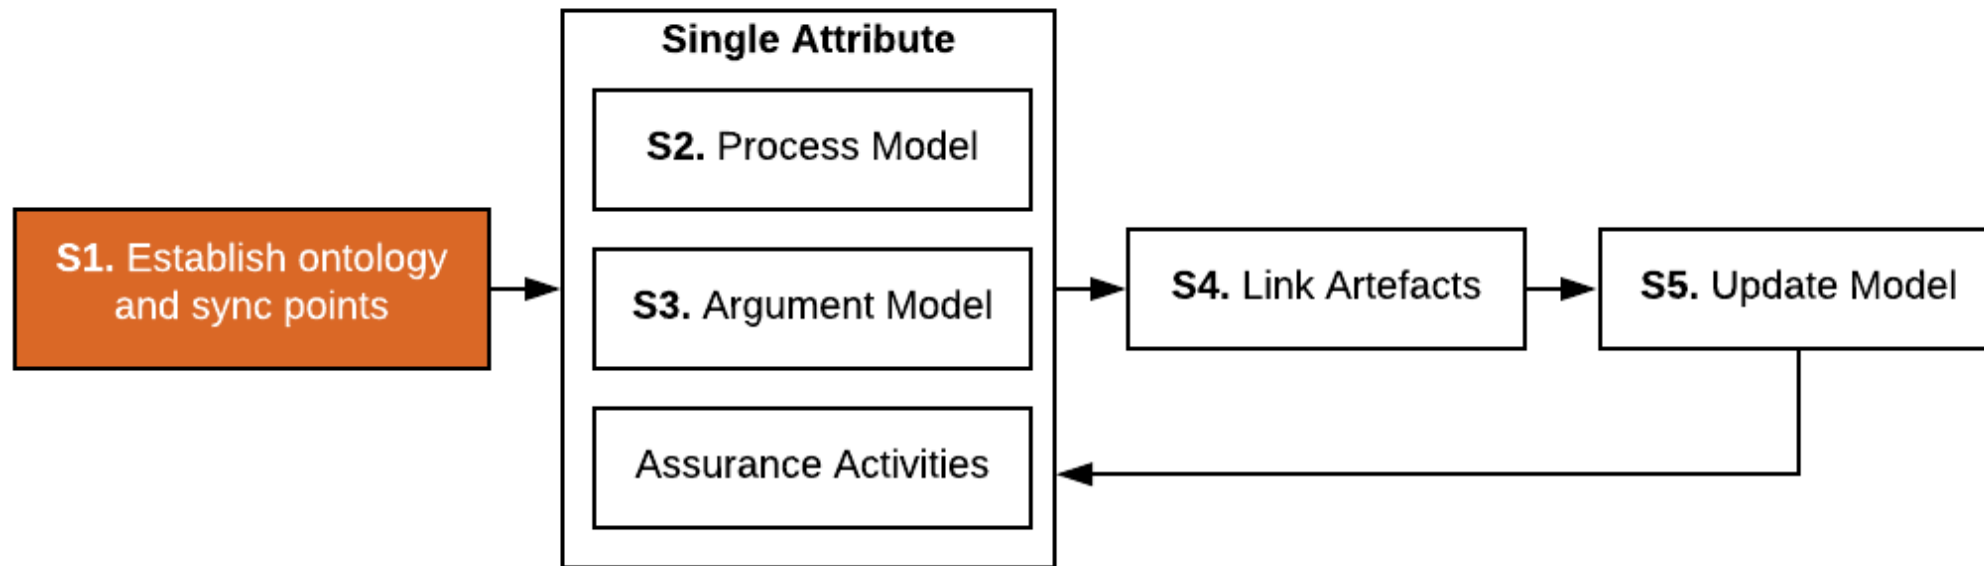 Single Attribute
S2. Process Model
S1. Establish ontology
and sync points
S3. Argument Model
S4. Link Artefacts
S5. Update Model
Assurance Activities